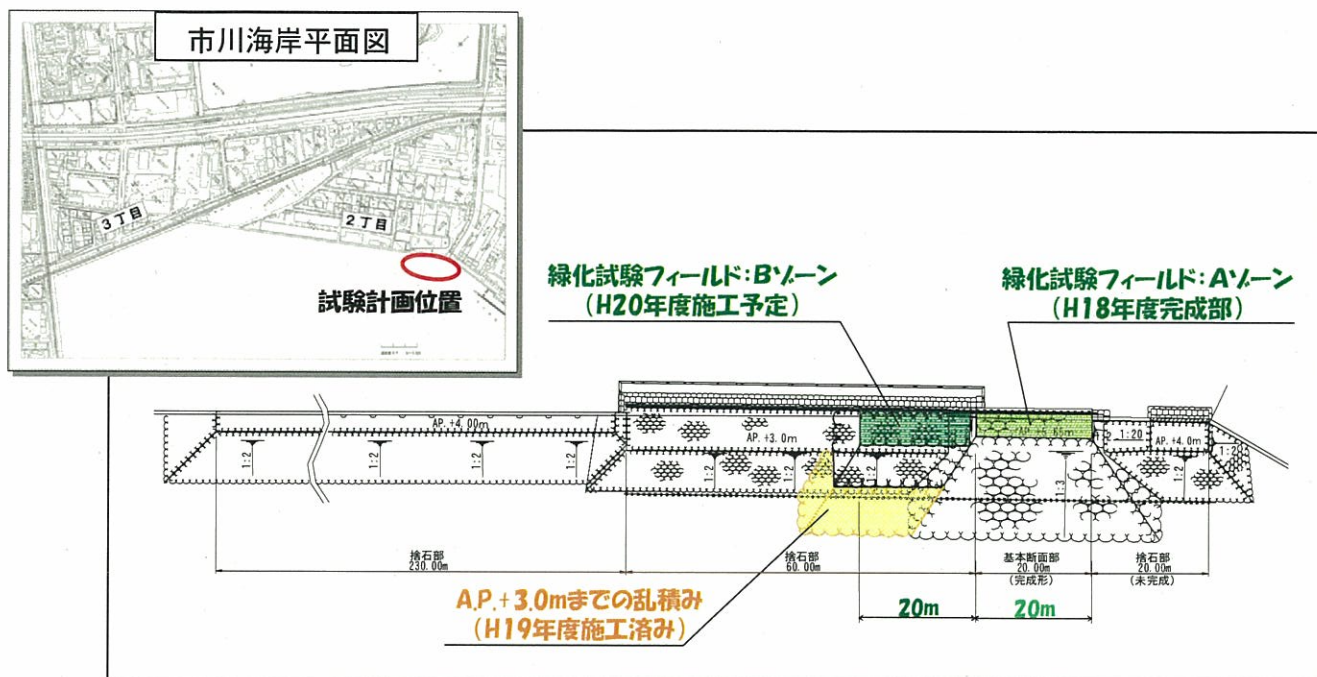 市川海岸平面図
3丁目
2丁目
試験計画位置
緑化試験フィールド:Bゾーン
(H20年度施工予定)
緑化試験フィールド:Aゾーン
(H18年度完成部)
AP. +4.00m
AP. +3.0m
1:20
AP. +4.0m
1:2
1:2
1:2
1:2
1:2
1:2
1:2
1:2
1:3
1:2
1:2
捨石部
230.00m
捨石部
60.00m
基本断面部
20.00m
(完成形)
捨石部
20.00m
(未完成)
A.P.+3.0mまでの乱積み
(H19年度施工済み)
20m
20m